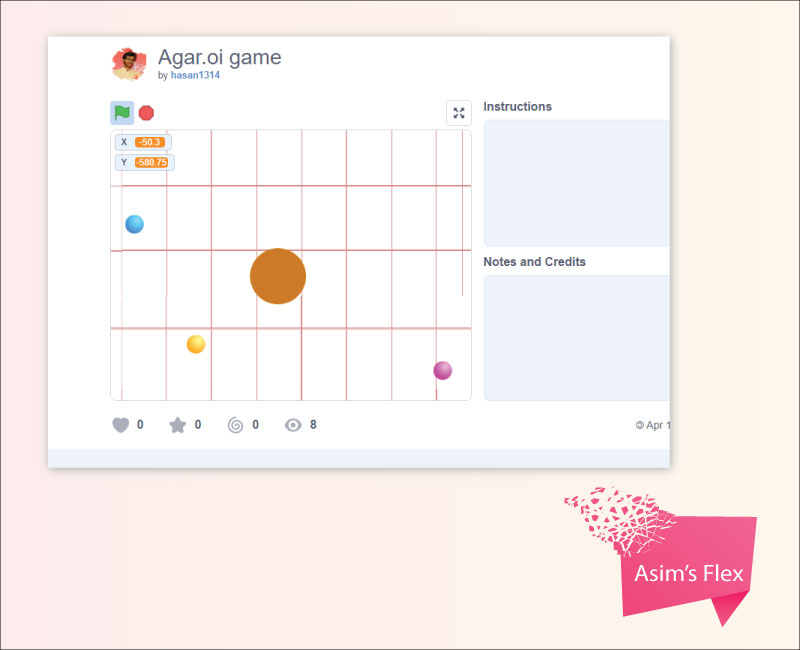 Agar.oi game
by hasan1314
Instructions
X -50.3
Y -580.75
Notes and Credits
0 0 0 8
© Apr 1
Asim's Flex